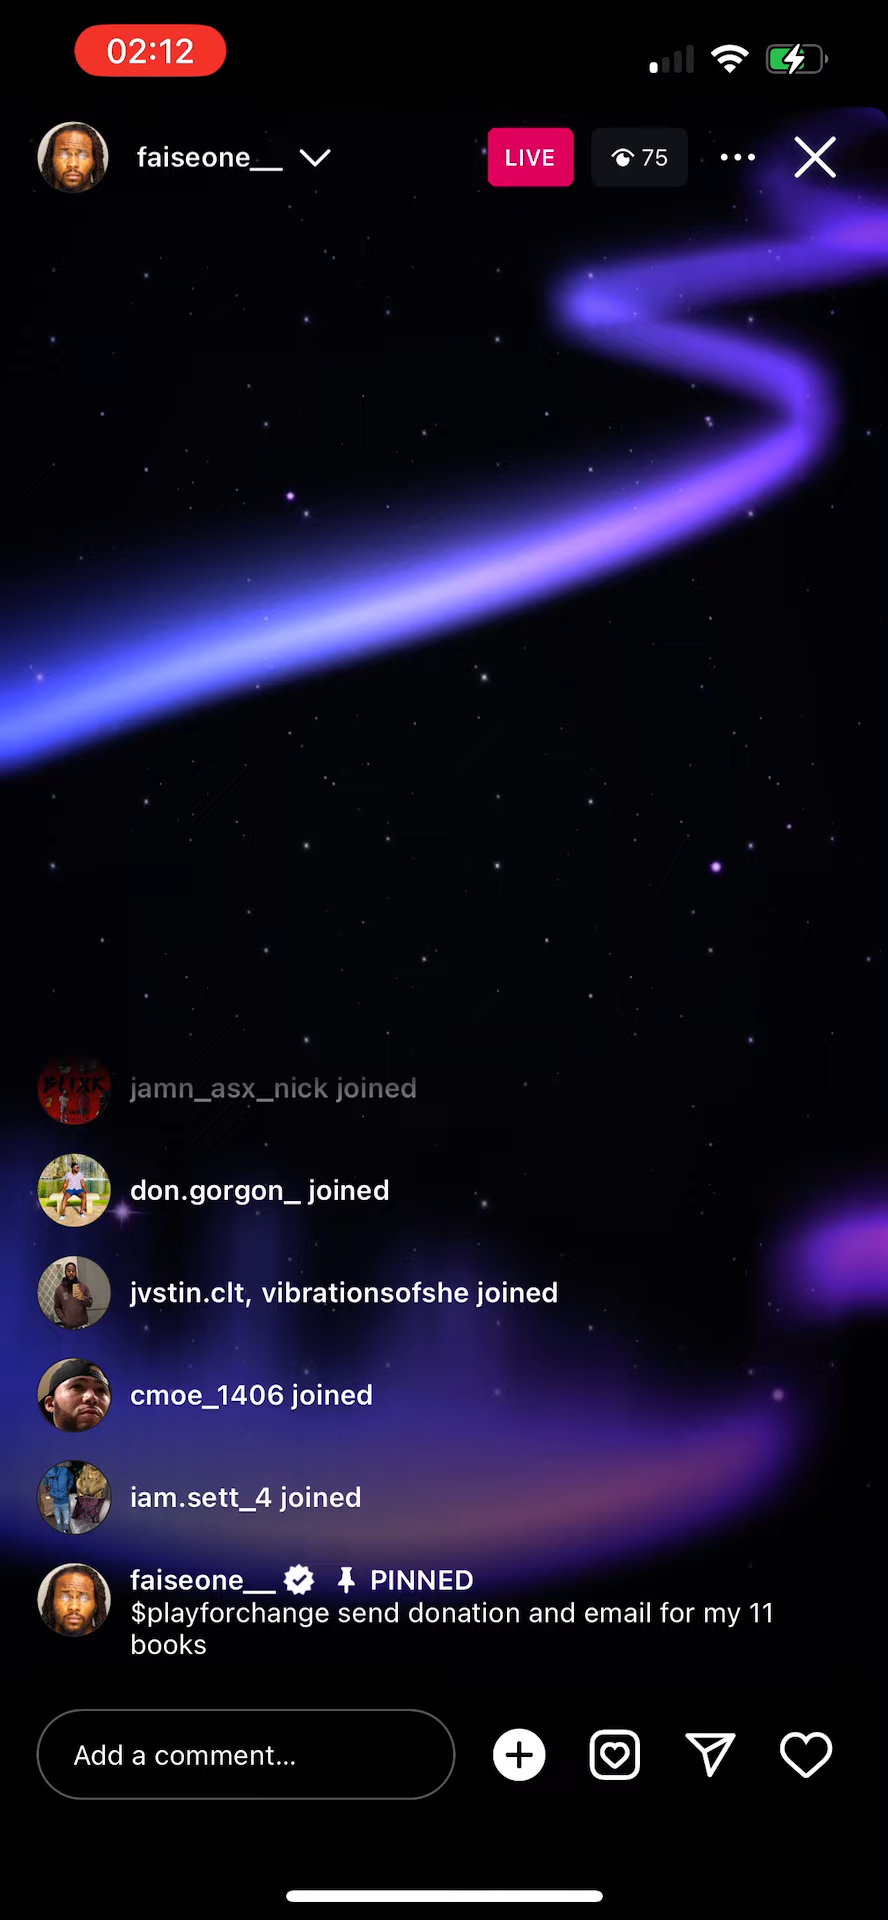 02:12
faiseone__
LIVE
75
jamn_asx_nick joined
don.gorgon_ joined
jvstin.clt, vibrationsofshe joined
cmoe_1406 joined
iam.sett_4 joined
faiseone__ PINNED
$playforchange send donation and email for my 11
books
Add a comment...